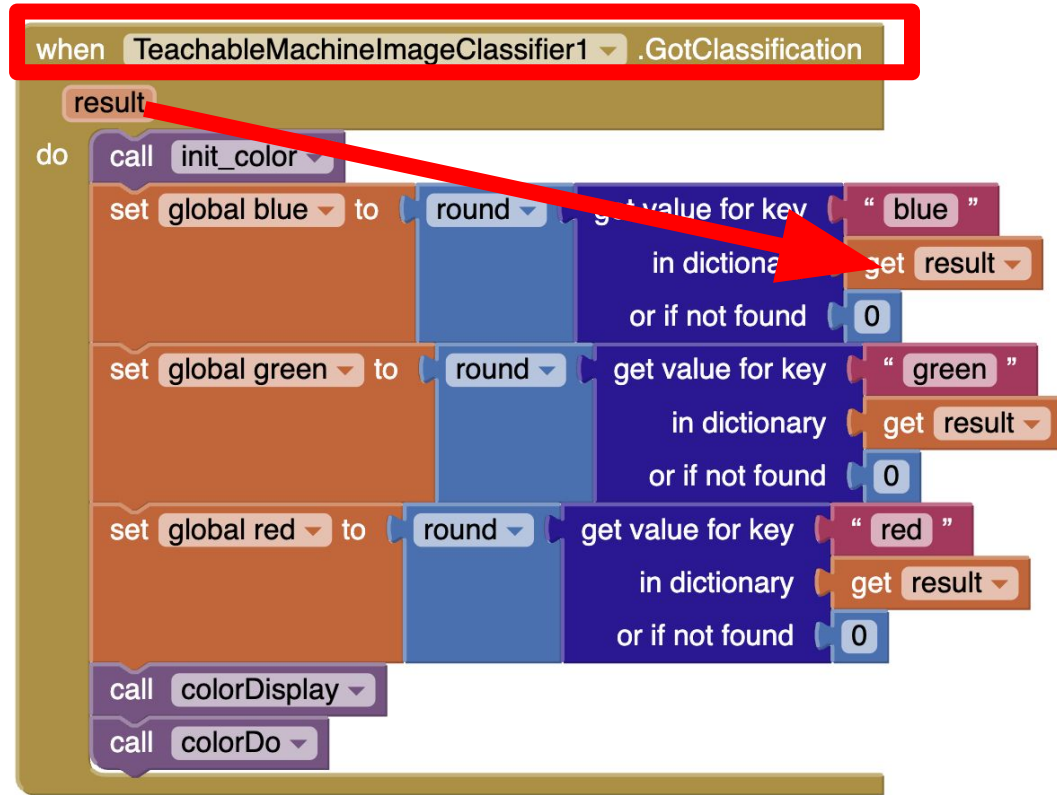 when TeachableMachineImageClassifier1 .GotClassification
result
do call init_color
set global blue to round get value for key " blue "
in dictionary get result
or if not found 0
set global green to round get value for key " green "
in dictionary get result
or if not found 0
set global red to round get value for key " red "
in dictionary get result
or if not found 0
call colorDisplay
call colorDo